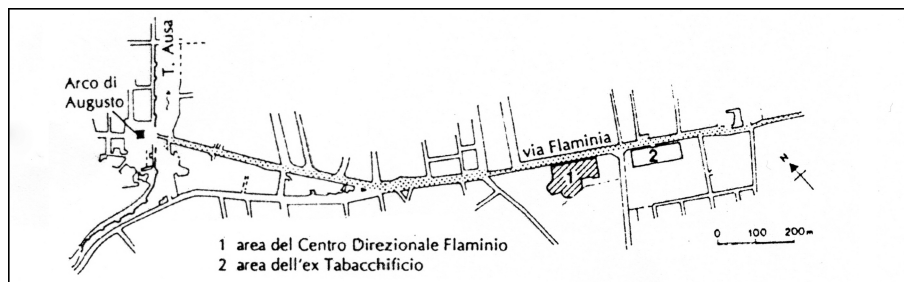 T. Ausa
Arco di
Augusto
via Flaminia
1
2
N
0 100 200 m
1 area del Centro Direzionale Flaminio
2 area dell'ex Tabacchificio